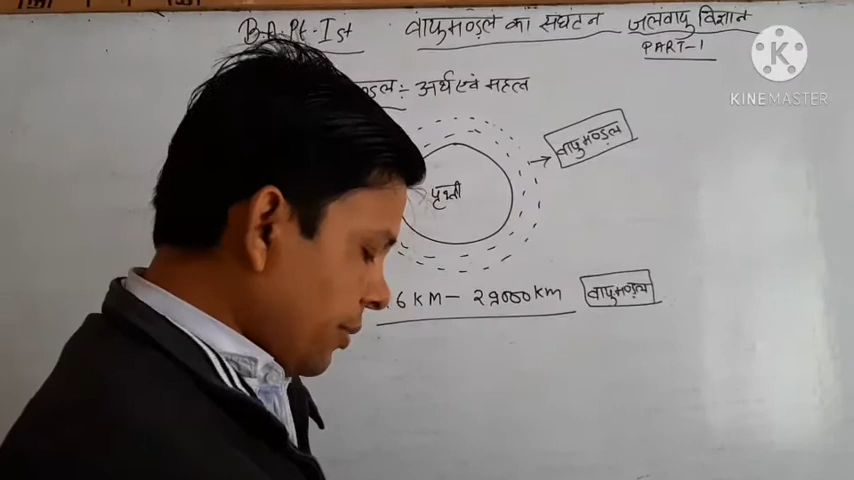 B.A. Pt. Ist वायुमण्डल का संघटन जलवायु विज्ञान
PART-1
K
KINEMASTER
ण्डल ÷ अर्थ एवं महत्व
वायुमण्डल
पृथ्वी
.6 KM — 29000 KM वायुमण्डल